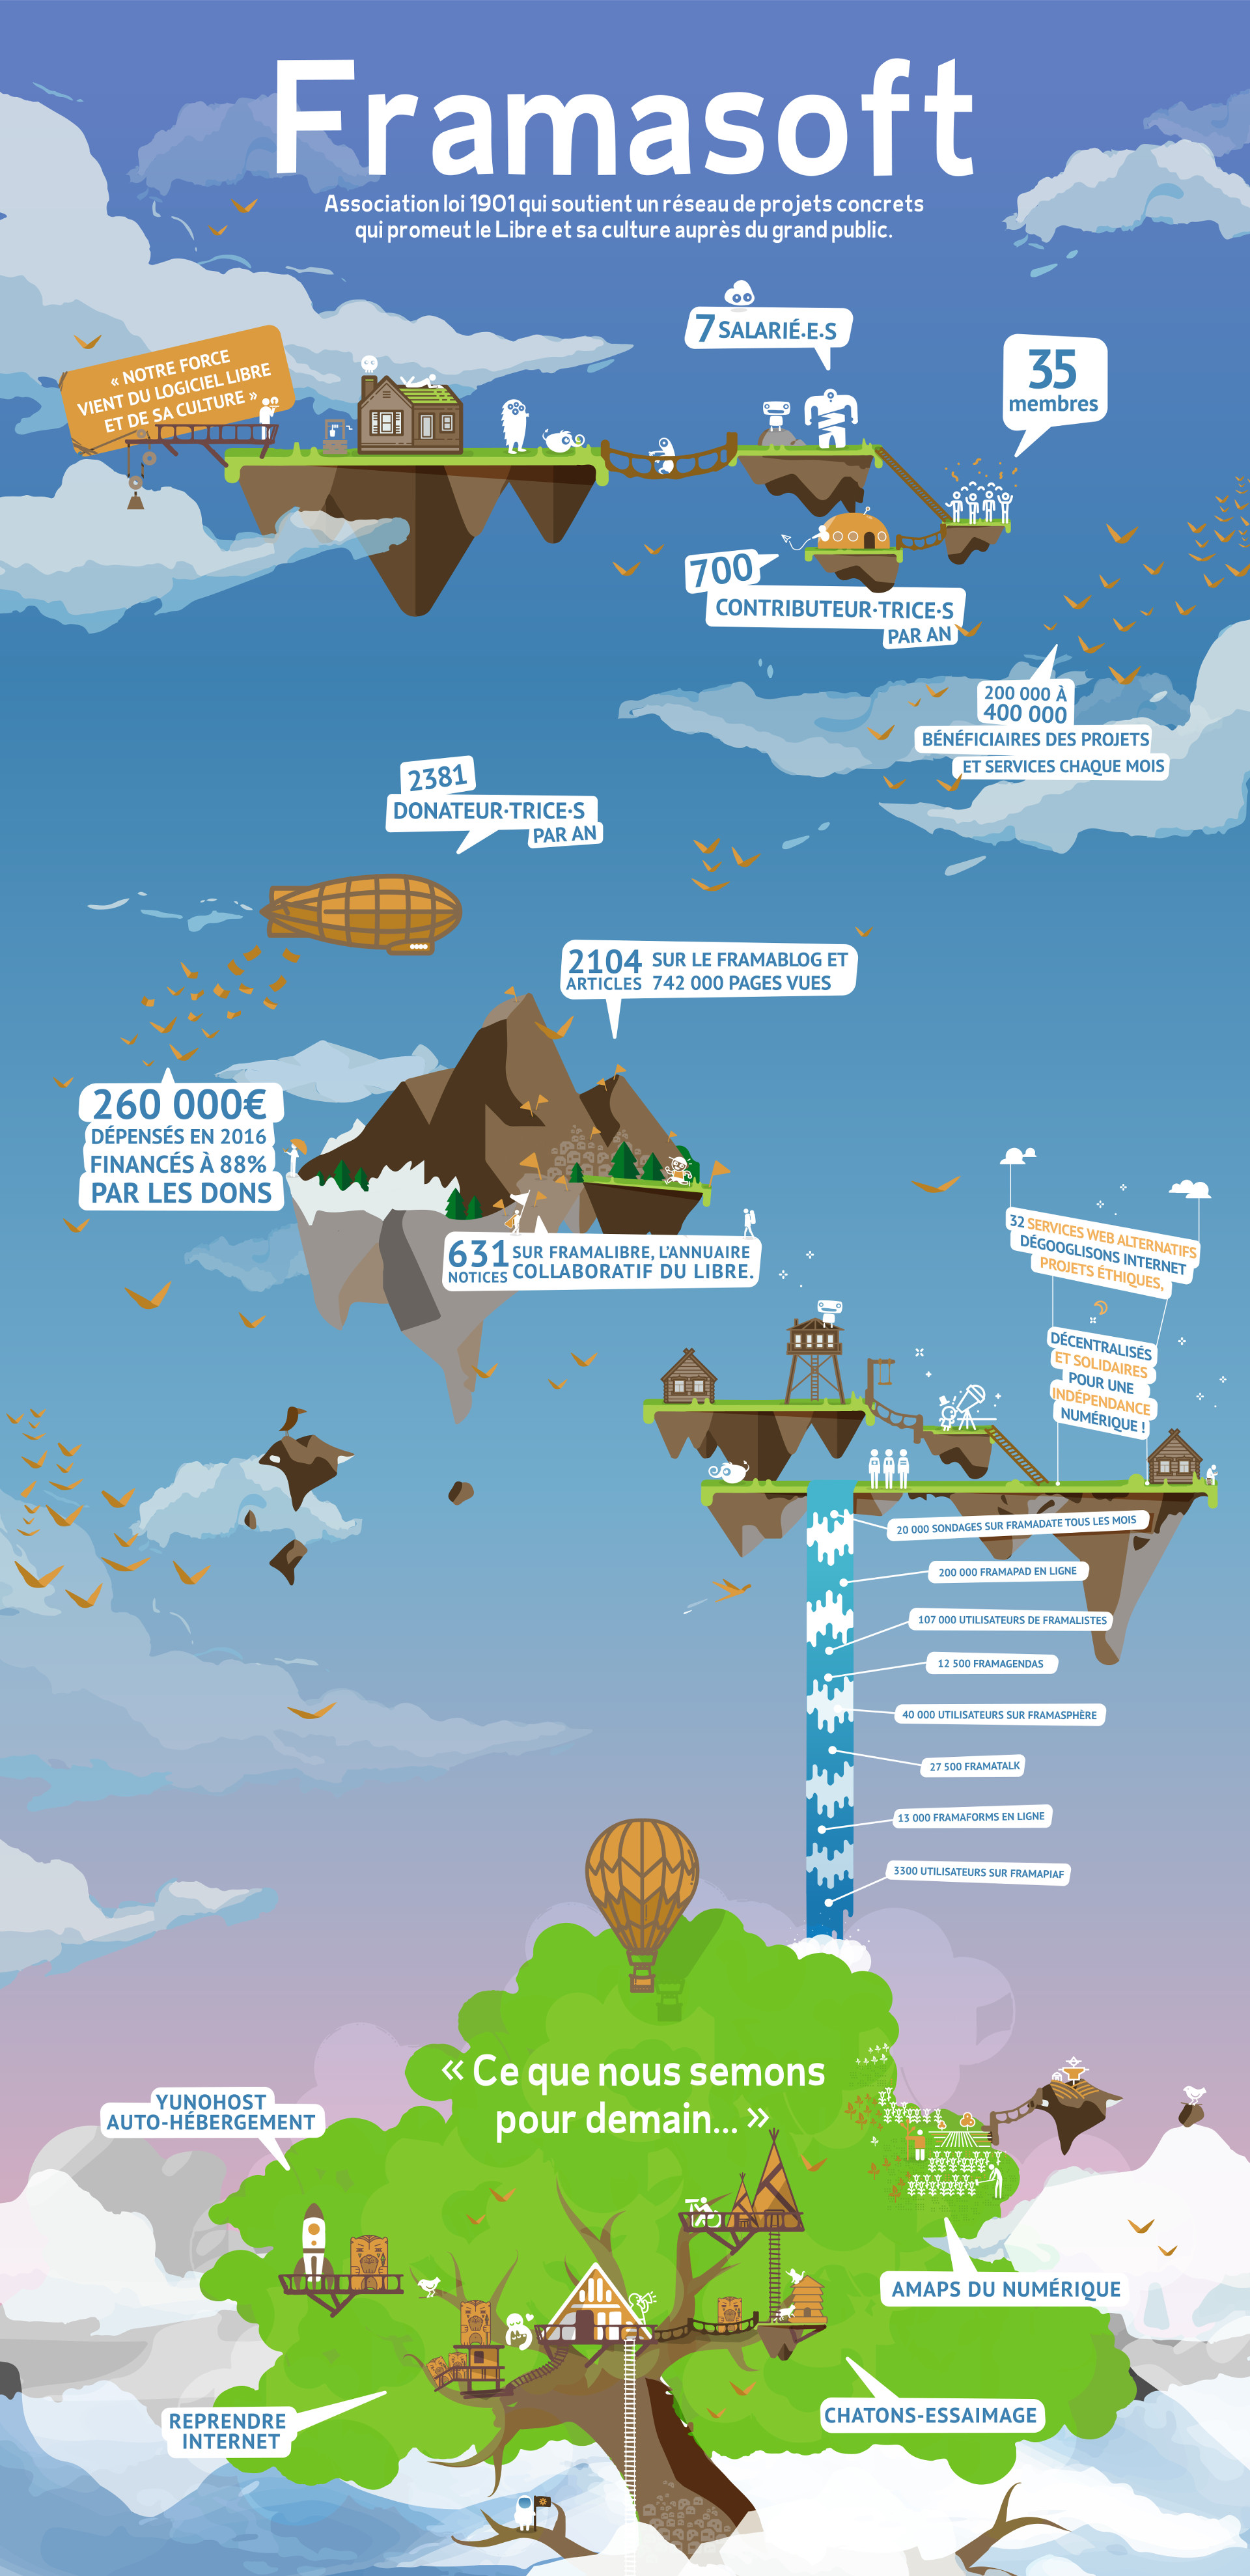 Framasoft
Association loi 1901 qui soutient un réseau de projets concrets
qui promeut le Libre et sa culture auprès du grand public.
7 SALARIÉ·E·S
« NOTRE FORCE
VIENT DU LOGICIEL LIBRE
ET DE SA CULTURE »
35
membres
700
CONTRIBUTEUR·TRICE·S
PAR AN
200 000 À
400 000
BÉNÉFICIAIRES DES PROJETS
ET SERVICES CHAQUE MOIS
2381
DONATEUR·TRICE·S
PAR AN
2104 SUR LE FRAMABLOG ET
ARTICLES 742 000 PAGES VUES
260 000€
DÉPENSÉS EN 2016
FINANCÉS À 88%
PAR LES DONS
631 SUR FRAMALIBRE, L'ANNUAIRE
NOTICES COLLABORATIF DU LIBRE.
32 SERVICES WEB ALTERNATIFS
DÉGOOGLISONS INTERNET
PROJETS ÉTHIQUES,
DÉCENTRALISÉS
ET SOLIDAIRES
POUR UNE
INDÉPENDANCE
NUMÉRIQUE !
20 000 SONDAGES SUR FRAMADATE TOUS LES MOIS
200 000 FRAMAPAD EN LIGNE
107 000 UTILISATEURS DE FRAMALISTES
12 500 FRAMAGENDAS
40 000 UTILISATEURS SUR FRAMASPHÈRE
27 500 FRAMATALK
13 000 FRAMAFORMS EN LIGNE
3300 UTILISATEURS SUR FRAMAPIAF
« Ce que nous semons
pour demain... »
YUNOHOST
AUTO-HÉBERGEMENT
AMAPS DU NUMÉRIQUE
REPRENDRE
INTERNET
CHATONS-ESSAIMAGE